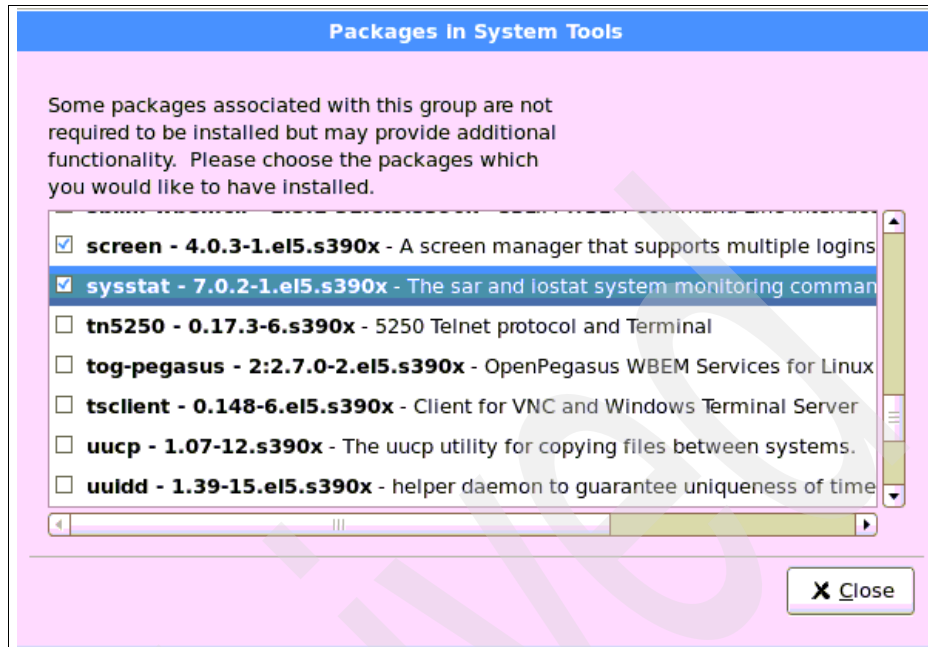 Packages in System Tools
Some packages associated with this group are not
required to be installed but may provide additional
functionality. Please choose the packages which
you would like to have installed.
screen - 4.0.3-1.el5.s390x - A screen manager that supports multiple logins
sysstat - 7.0.2-1.el5.s390x - The sar and iostat system monitoring comman
tn5250 - 0.17.3-6.s390x - 5250 Telnet protocol and Terminal
tog-pegasus - 2:2.7.0-2.el5.s390x - OpenPegasus WBEM Services for Linux
tsclient - 0.148-6.el5.s390x - Client for VNC and Windows Terminal Server
uucp - 1.07-12.s390x - The uucp utility for copying files between systems.
uuidd - 1.39-15.el5.s390x - helper daemon to guarantee uniqueness of time
Close